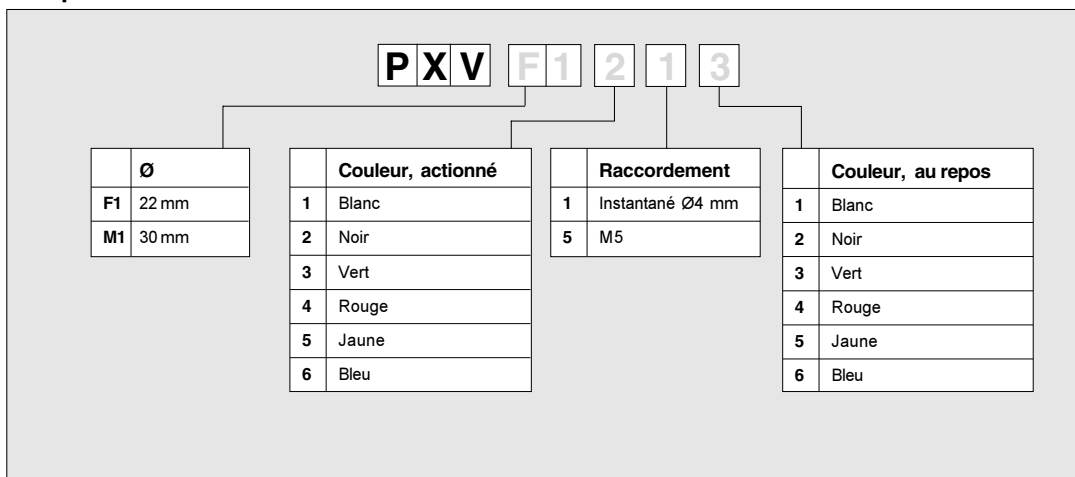 PXV F1 2 1 3
Ø
F1 22 mm
M1 30 mm
Couleur, actionné
1 Blanc
2 Noir
3 Vert
4 Rouge
5 Jaune
6 Bleu
Raccordement
1 Instantané Ø4 mm
5 M5
Couleur, au repos
1 Blanc
2 Noir
3 Vert
4 Rouge
5 Jaune
6 Bleu